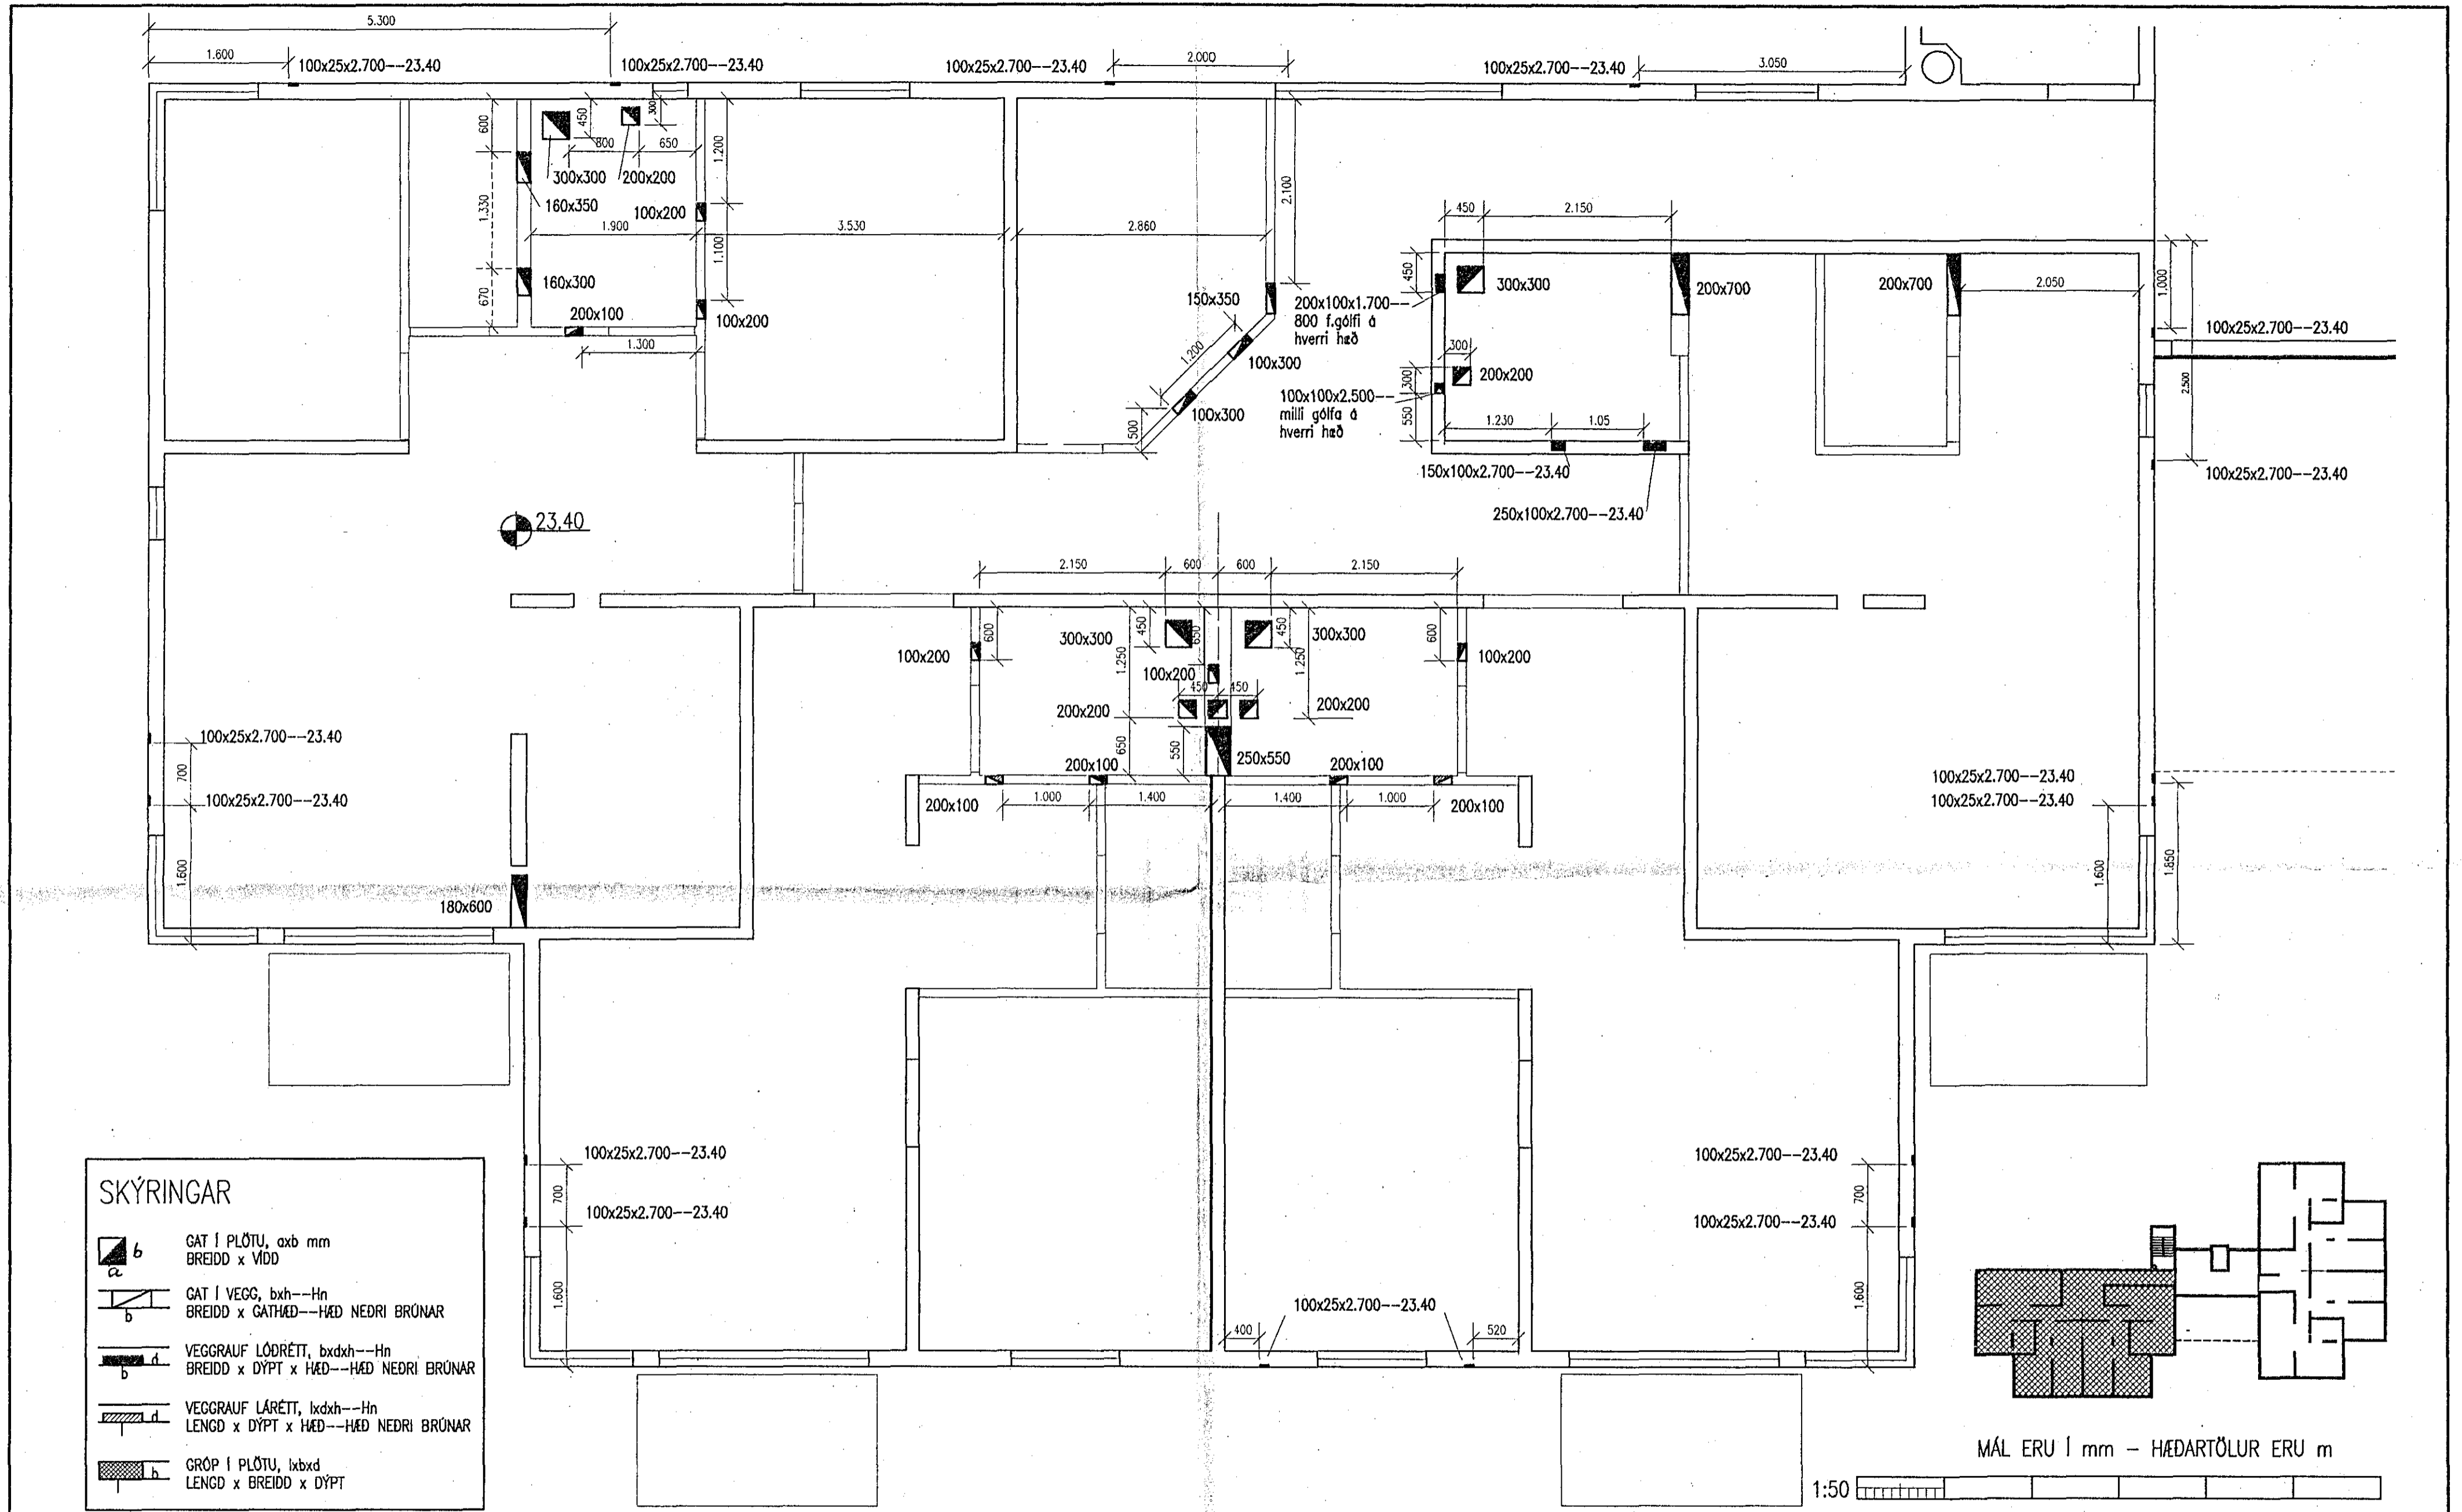 5.300
1.600
100x25x2.700--23.40
100x25x2.700--23.40
100x25x2.700--23.40
2.000
100x25x2.700--23.40
3.050
600
450
300
800
650
1.200
300x300
200x200
160x350
100x200
1.330
1.900
3.530
2.860
2.100
1.100
670
160x300
200x100
100x200
1.300
150x350
1.200
100x300
100x300
500
450
2.150
450
300x300
200x700
200x700
2.050
1.000
200x100x1.700--
800 f.gólfi á
hverri hæð
100x25x2.700--23.40
300
200x200
300
550
100x100x2.500--
milli gólfa á
hverri hæð
1.230
1.05
2.500
150x100x2.700--23.40
100x25x2.700--23.40
250x100x2.700--23.40
23.40
2.150
600
600
2.150
600
450
650
450
600
300x300
300x300
100x200
1.250
1.250
100x200
100x200
450
450
200x200
200x200
650
550
250x550
200x100
200x100
200x100
1.000
1.400
1.400
1.000
200x100
100x25x2.700--23.40
700
100x25x2.700--23.40
1.600
180x600
100x25x2.700--23.40
100x25x2.700--23.40
1.600
1.850
100x25x2.700--23.40
700
100x25x2.700--23.40
1.600
100x25x2.700--23.40
700
100x25x2.700--23.40
1.600
100x25x2.700--23.40
400
520
SKÝRINGAR
b
a
GAT Í PLÖTU, axb mm
BREIDD x VÍDD
b
GAT Í VEGG, bxh--Hn
BREIDD x GATHÆÐ--HÆÐ NEÐRI BRÚNAR
d
b
VEGGRAUF LÓÐRÉTT, bxdxh--Hn
BREIDD x DÝPT x HÆÐ--HÆÐ NEÐRI BRÚNAR
d
VEGGRAUF LÁRÉTT, lxdxh--Hn
LENGD x DÝPT x HÆÐ--HÆÐ NEÐRI BRÚNAR
b
GRÓP Í PLÖTU, lxbxd
LENGD x BREIDD x DÝPT
MÁL ERU Í mm - HÆÐARTÖLUR ERU m
1:50